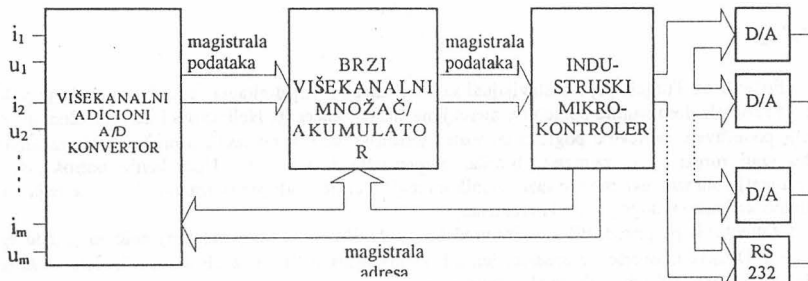 i1
u1
i2
u2
im
um
VIŠEKANALNI
ADICIONI
A/D
KONVERTOR
magistrala
podataka
BRZI
VIŠEKANALNI
MNOŽAČ/
AKUMULATO
R
magistrala
podataka
INDU-
STRIJSKI
MIKRO-
KONTROLER
magistrala
adresa
D/A
D/A
D/A
RS
232